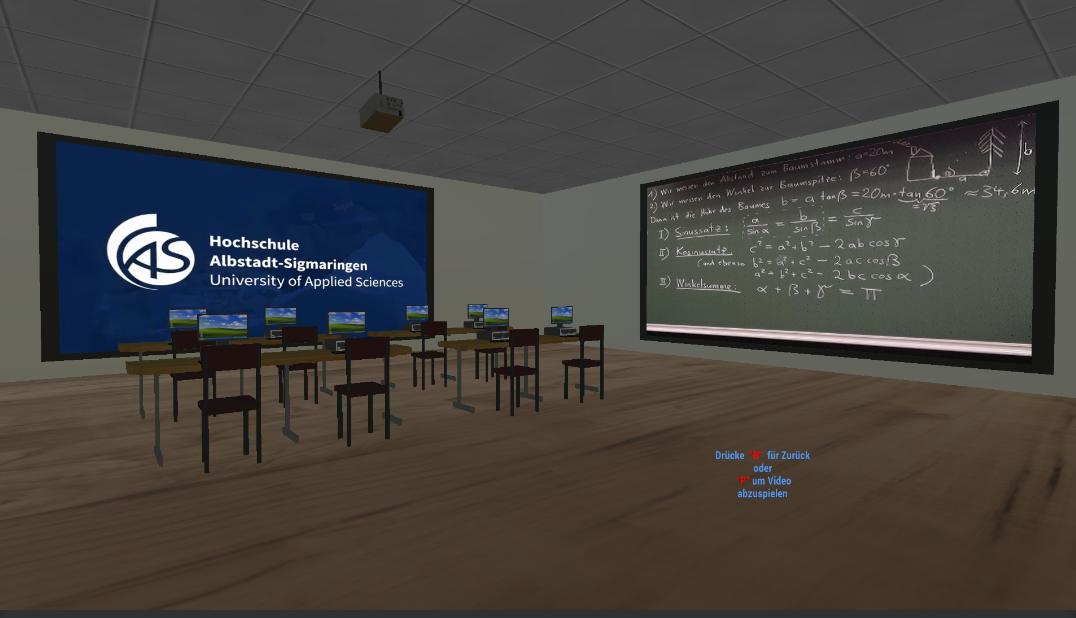 Hochschule
Albstadt-Sigmaringen
University of Applied Sciences
1) Wir messen den Abstand zum Baumstamm: a=20m
2) Wir messen den Winkel zur Baumspitze: β=60°
Dann ist die Höhe des Baumes b = a tanβ = 20m · tan 60° ≈ 34,6m
=√3
b
a
I) Sinussatz: a/sin α = b/sin β = c/sin γ
II) Kosinussatz: c² = a² + b² − 2ab cos γ
(und ebenso b² = a² + c² − 2ac cos β
a² = b² + c² − 2bc cos α )
III) Winkelsumme: α + β + γ = π
Drücke "B" für Zurück
oder
um Video
abzuspielen